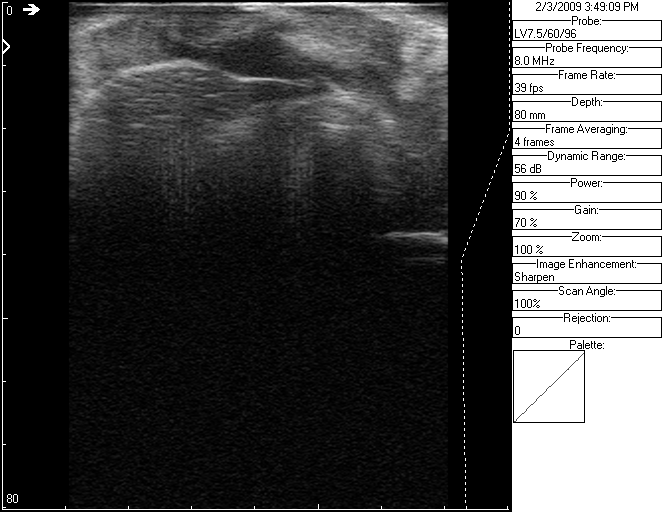 2/3/2009 3:49:09 PM
0
Probe:
LV7.5/60/96
Probe Frequency:
8.0 MHz
Frame Rate:
39 fps
Depth:
80 mm
Frame Averaging:
4 frames
Dynamic Range:
56 dB
Power:
90 %
Gain:
70 %
Zoom:
100 %
Image Enhancement:
Sharpen
Scan Angle:
100%
Rejection:
0
Palette:
80